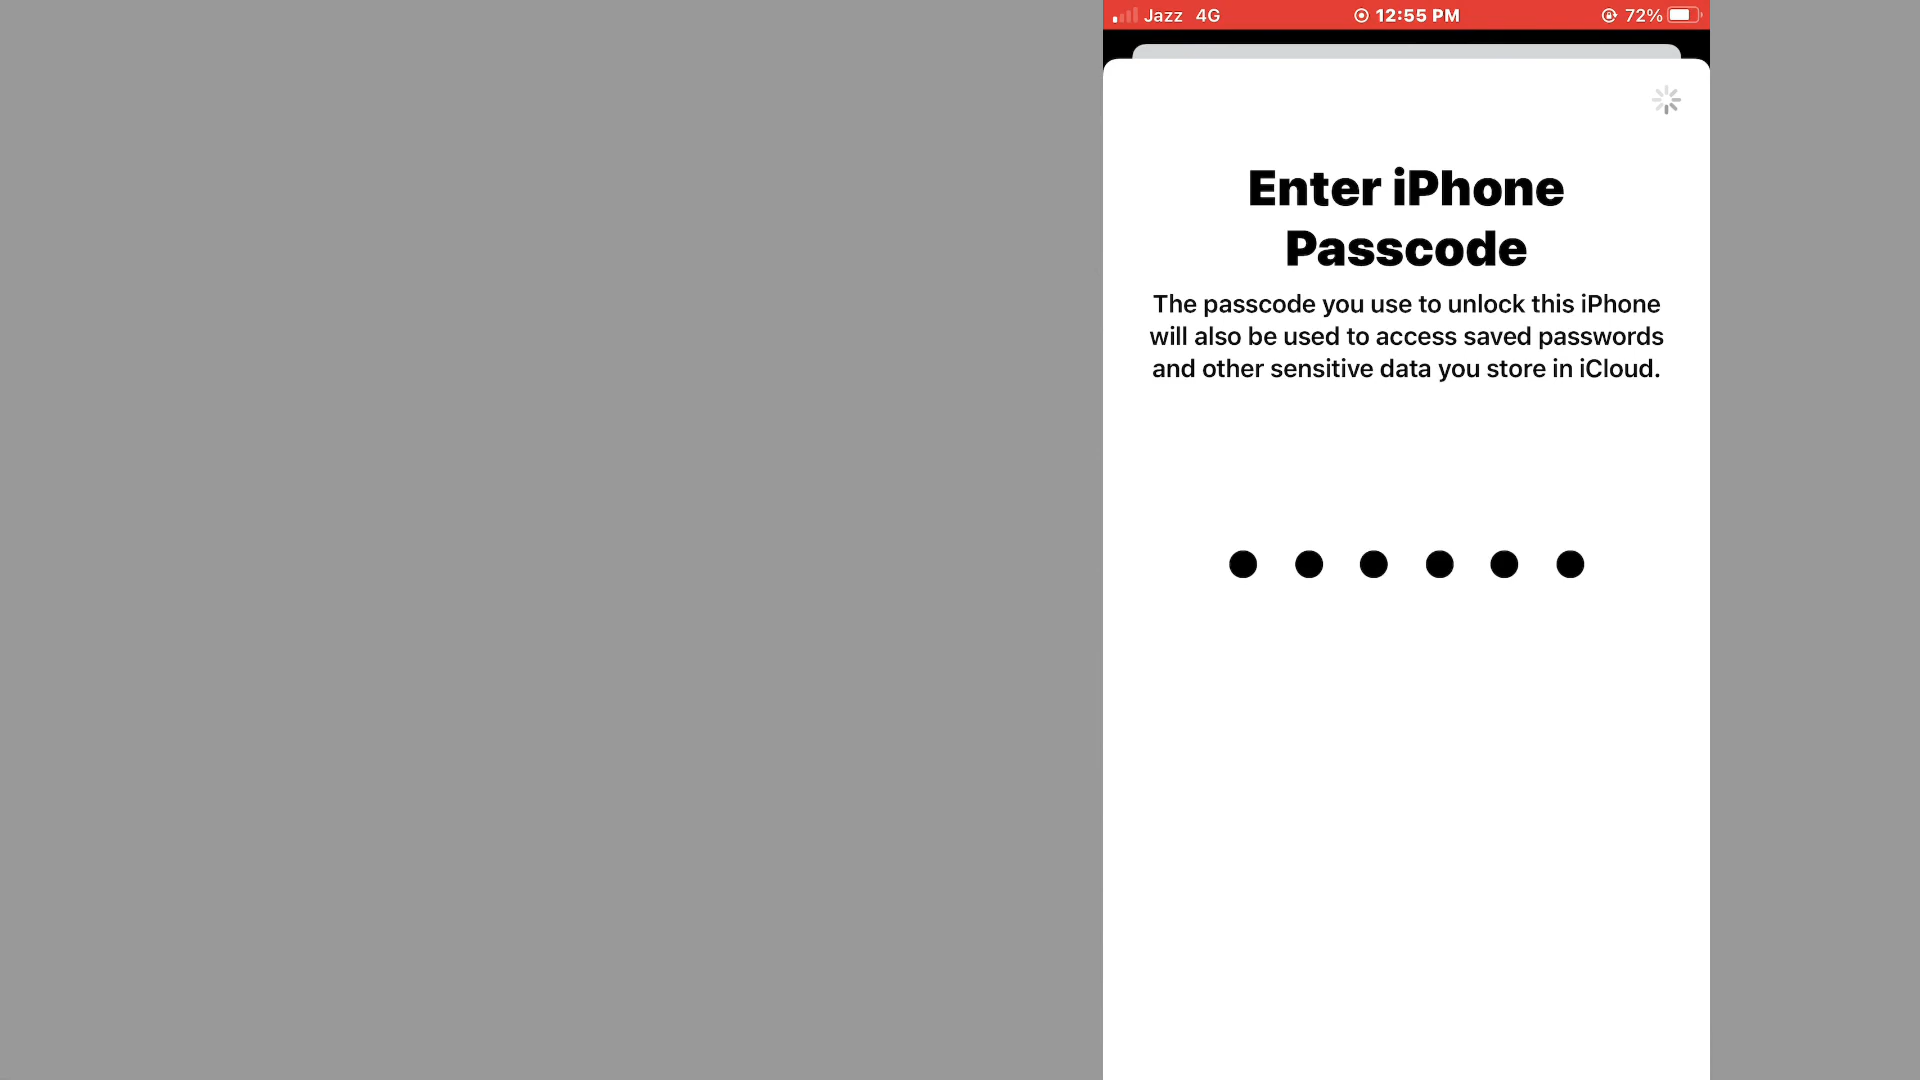 Jazz 4G 12:55 PM 72%
Enter iPhone
Passcode
The passcode you use to unlock this iPhone
will also be used to access saved passwords
and other sensitive data you store in iCloud.